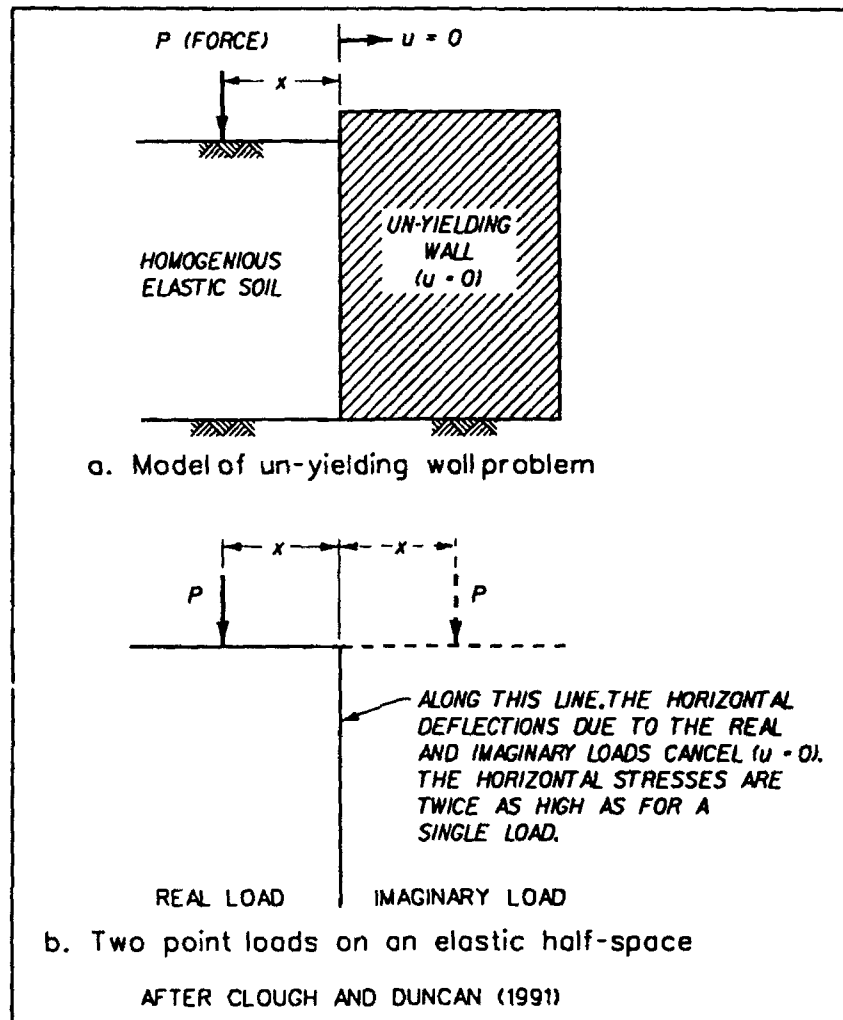 P (FORCE)
u = 0
x
HOMOGENIOUS
ELASTIC SOIL
UN-YIELDING
WALL
(u = 0)
a. Model of un-yielding wall problem
x
x
P
P
ALONG THIS LINE, THE HORIZONTAL
DEFLECTIONS DUE TO THE REAL
AND IMAGINARY LOADS CANCEL (u = 0).
THE HORIZONTAL STRESSES ARE
TWICE AS HIGH AS FOR A
SINGLE LOAD.
REAL LOAD
IMAGINARY LOAD
b. Two point loads on an elastic half-space
AFTER CLOUGH AND DUNCAN (1991)